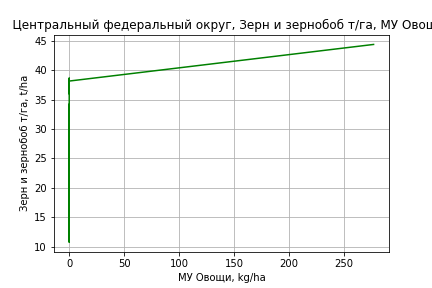 Центральный федеральный округ, Зерн и зернобоб т/га, МУ Овощ
45
40
35
30
25
20
15
10
Зерн и зернобоб т/га, t/ha
0 50 100 150 200 250
МУ Овощи, kg/ha